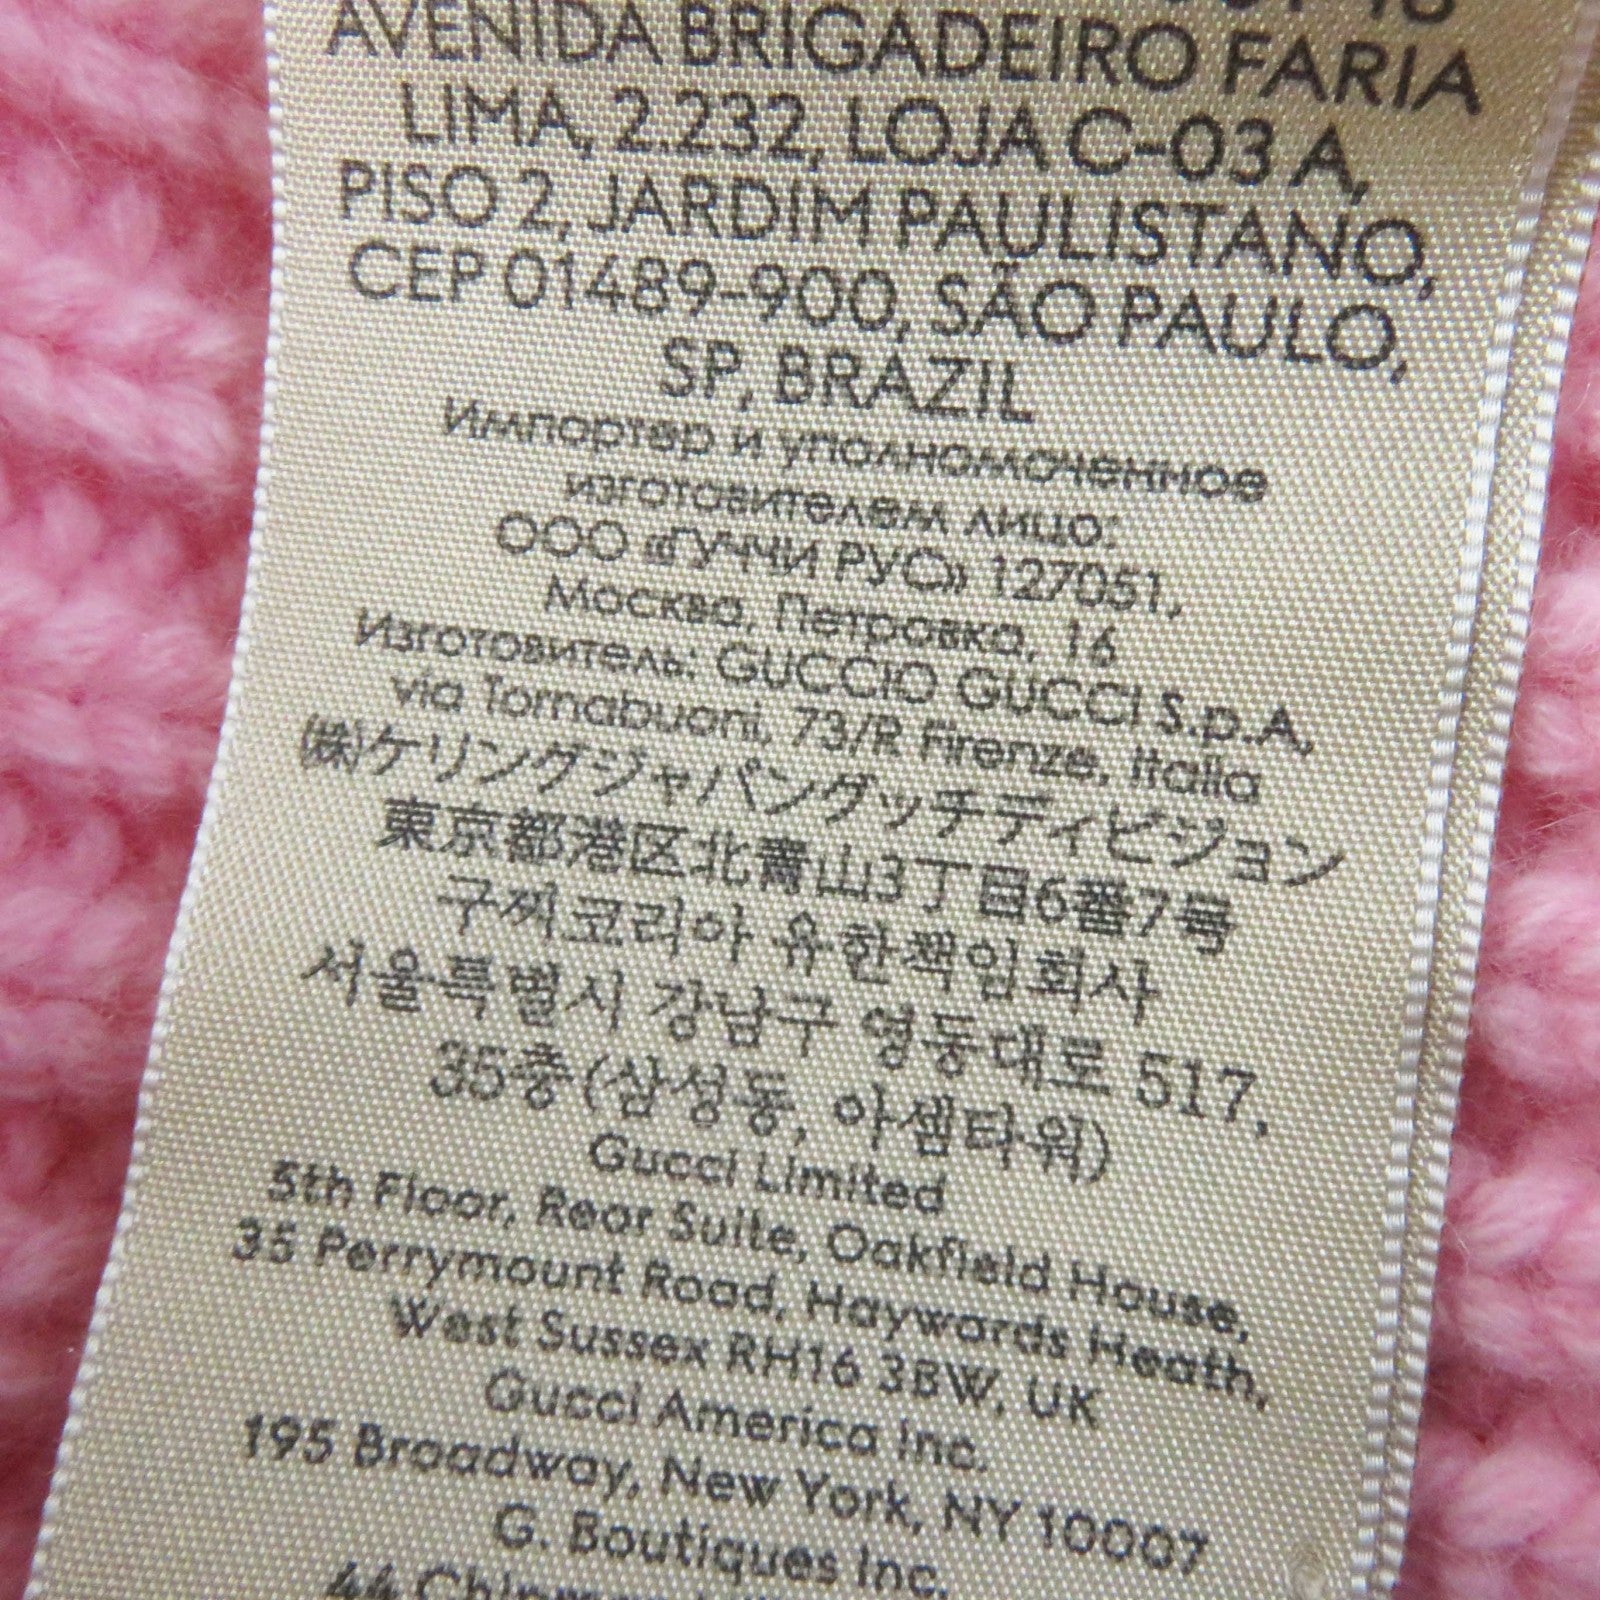 AVENIDA BRIGADEIRO FARIA
LIMA, 2.232, LOJA C-03 A,
PISO 2, JARDIM PAULISTANO,
CEP 01489-900, SÃO PAULO,
SP, BRAZIL
Импортер и уполномоченное
изготовителем лицо:
ООО «ГУЧЧИ РУС» 127051,
Москва, Петровка, 16
Изготовитель: GUCCIO GUCCI S.p.A,
via Tornabuoni, 73/R Firenze, Italia
(株)ケリングジャパングッチディビジョン
東京都港区北青山3丁目6番7号
구찌코리아 유한책임회사
서울특별시 강남구 영동대로 517,
35층(삼성동, 아셈타워)
Gucci Limited
5th Floor, Rear Suite, Oakfield House,
35 Perrymount Road, Haywards Heath,
West Sussex RH16 3BW, UK
Gucci America Inc.
195 Broadway, New York, NY 10007
G. Boutiques Inc.
44